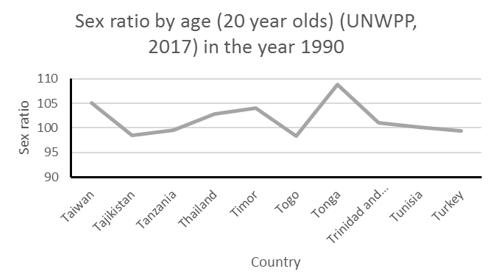 Sex ratio by age (20 year olds) (UNWPP,
2017) in the year 1990
110
105
100
95
90
Sex ratio
Taiwan
Tajikistan
Tanzania
Thailand
Timor
Togo
Tonga
Trinidad and...
Tunisia
Turkey
Country